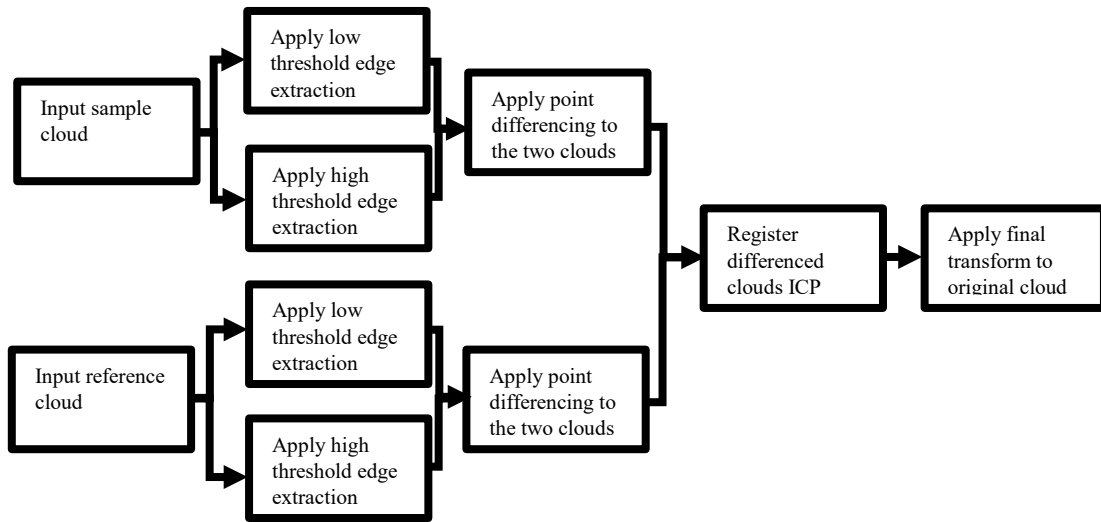 Input sample
cloud
Apply low
threshold edge
extraction
Apply high
threshold edge
extraction
Apply point
differencing to
the two clouds
Input reference
cloud
Apply low
threshold edge
extraction
Apply high
threshold edge
extraction
Apply point
differencing to
the two clouds
Register
differenced
clouds ICP
Apply final
transform to
original cloud